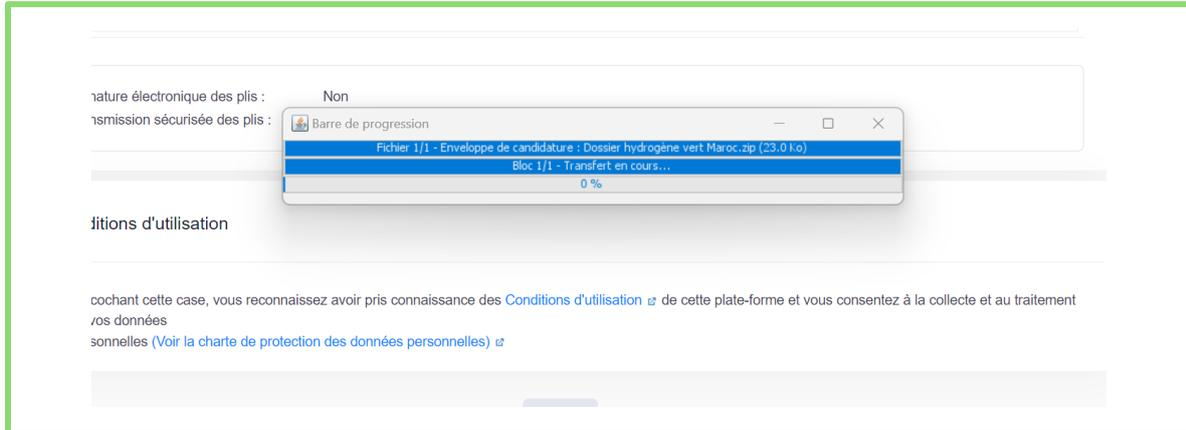 nature électronique des plis : Non
nsmission sécurisée des plis :
Barre de progression
Fichier 1/1 - Enveloppe de candidature : Dossier hydrogène vert Maroc.zip (23.0 Ko)
Bloc 1/1 - Transfert en cours...
0 %
ditions d'utilisation
cochant cette case, vous reconnaissez avoir pris connaissance des Conditions d'utilisation de cette plate-forme et vous consentez à la collecte et au traitement
vos données
sonnelles (Voir la charte de protection des données personnelles)